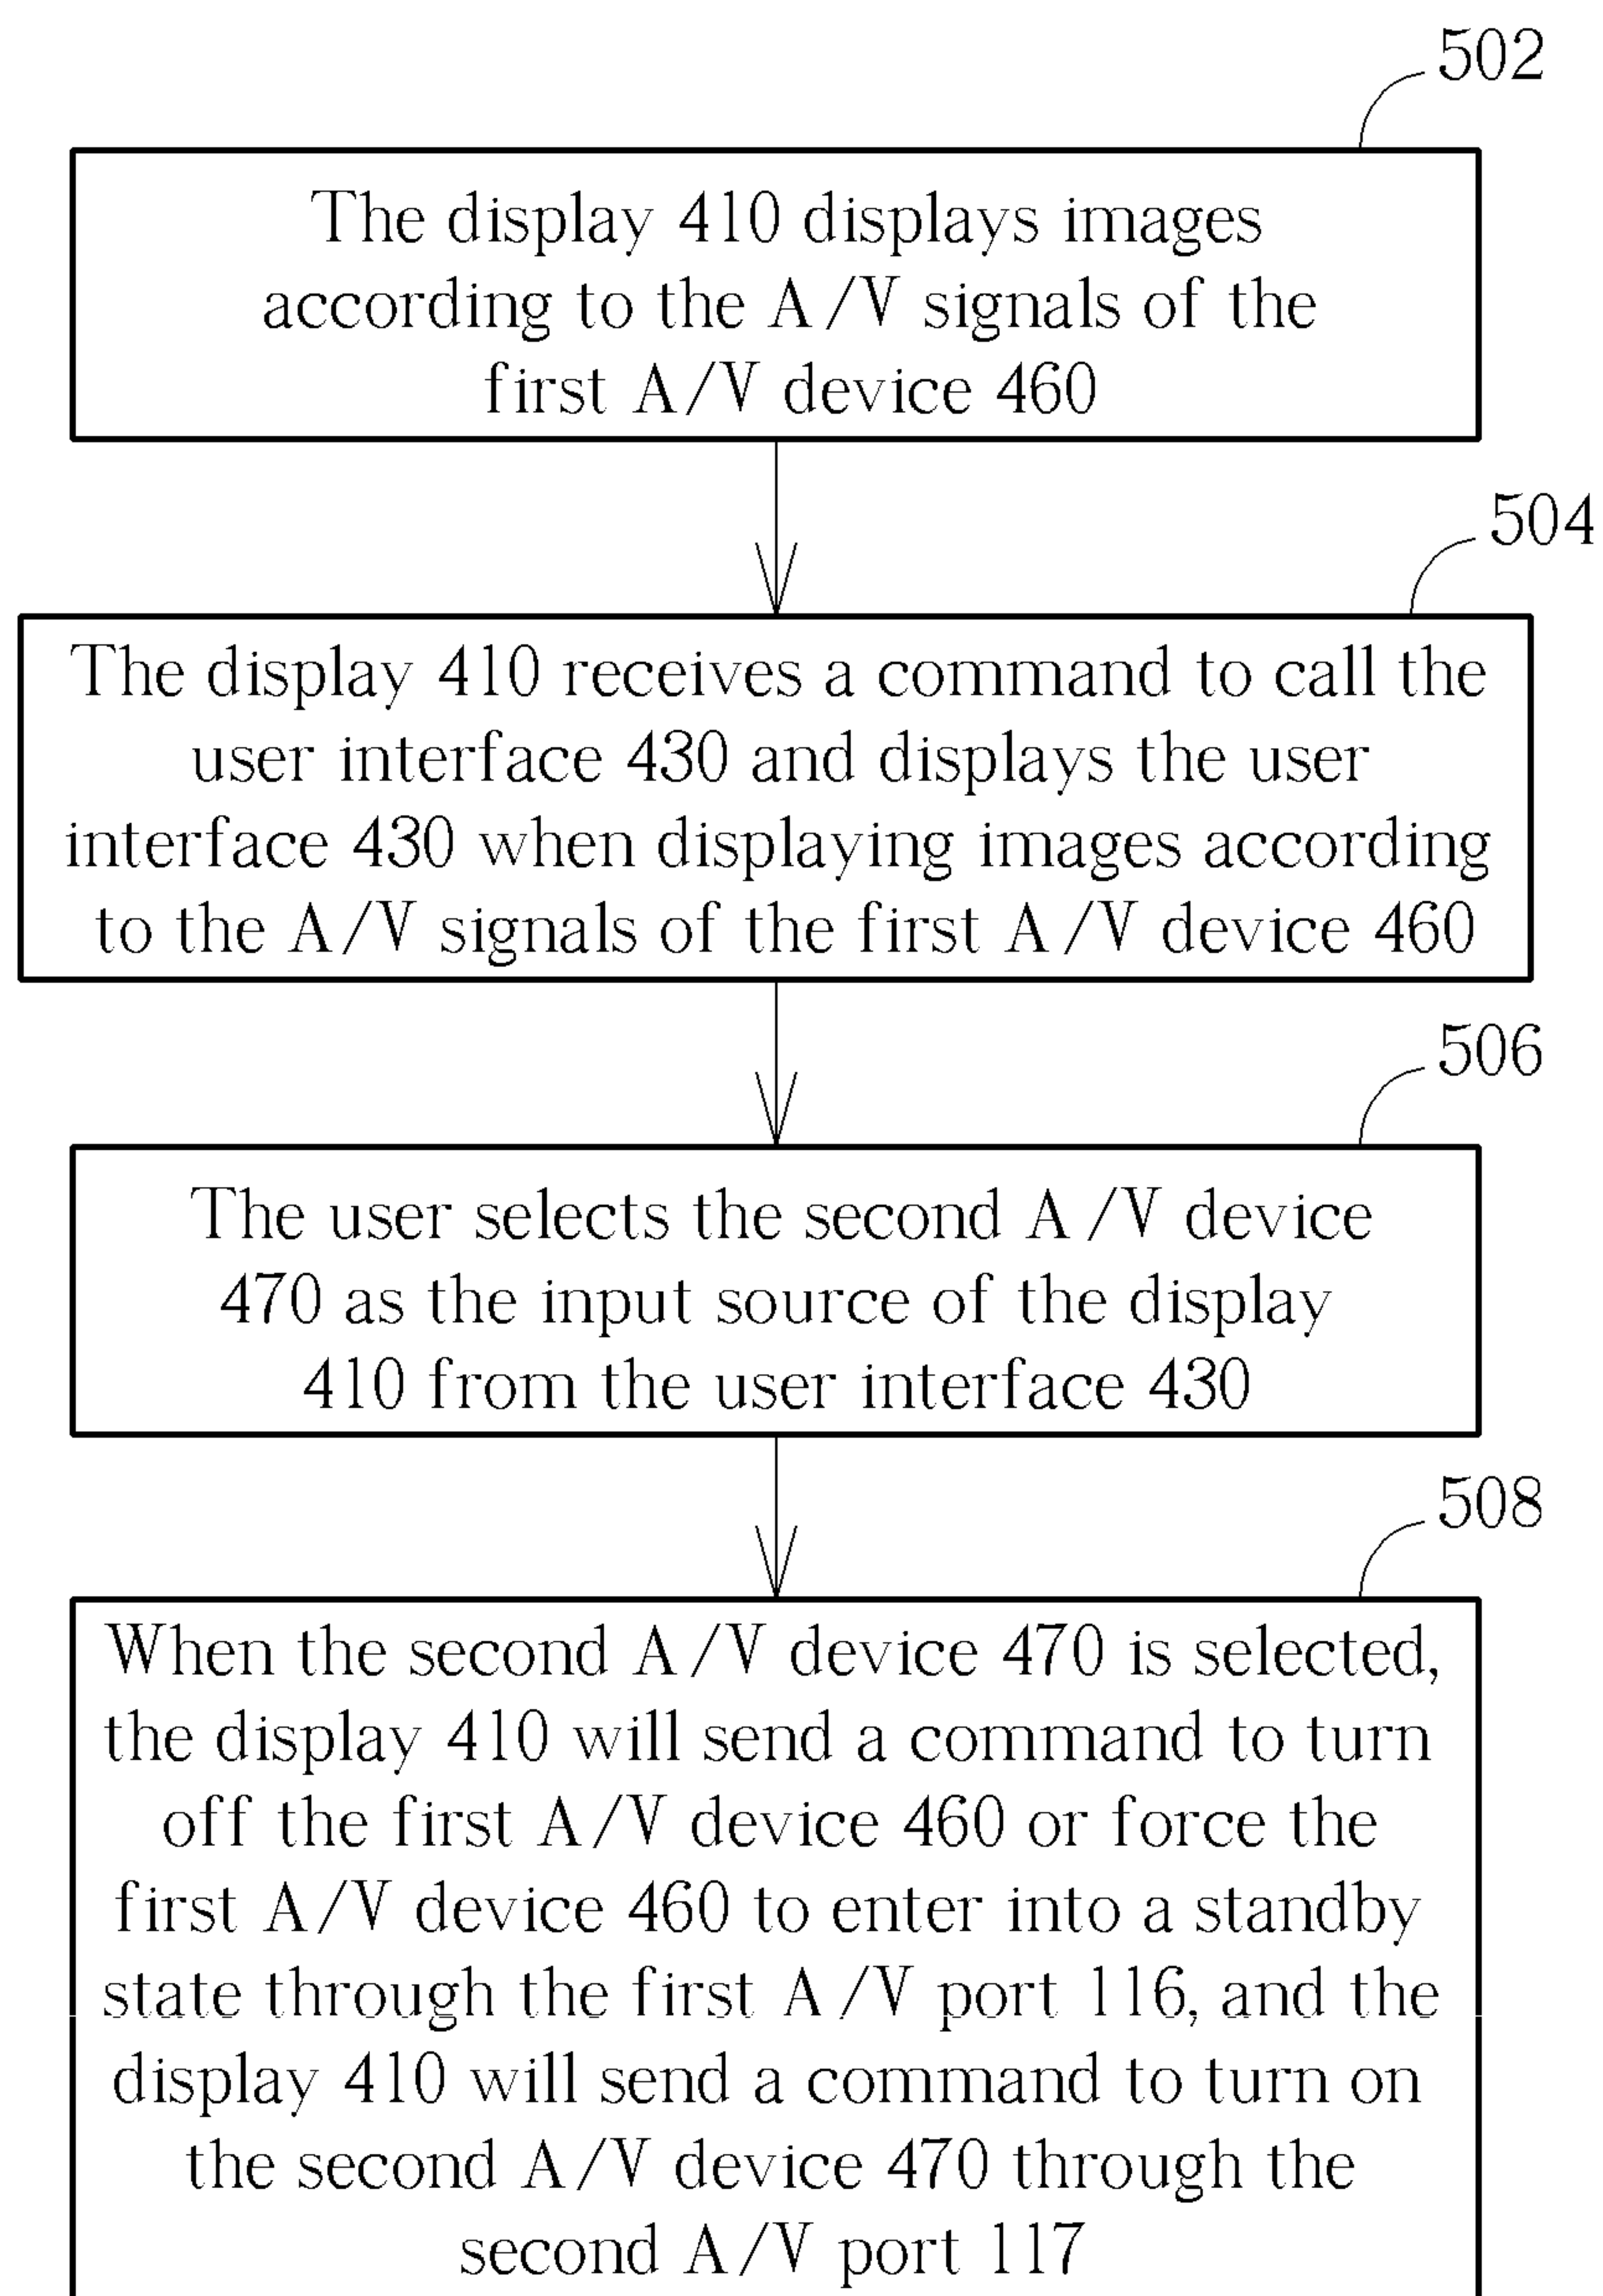 502
The display 410 displays images
according to the A/V signals of the
first A/V device 460
504
The display 410 receives a command to call the
user interface 430 and displays the user
interface 430 when displaying images according
to the A/V signals of the first A/V device 460
506
The user selects the second A/V device
470 as the input source of the display
410 from the user interface 430
508
When the second A/V device 470 is selected,
the display 410 will send a command to turn
off the first A/V device 460 or force the
first A/V device 460 to enter into a standby
state through the first A/V port 116, and the
display 410 will send a command to turn on
the second A/V device 470 through the
second A/V port 117